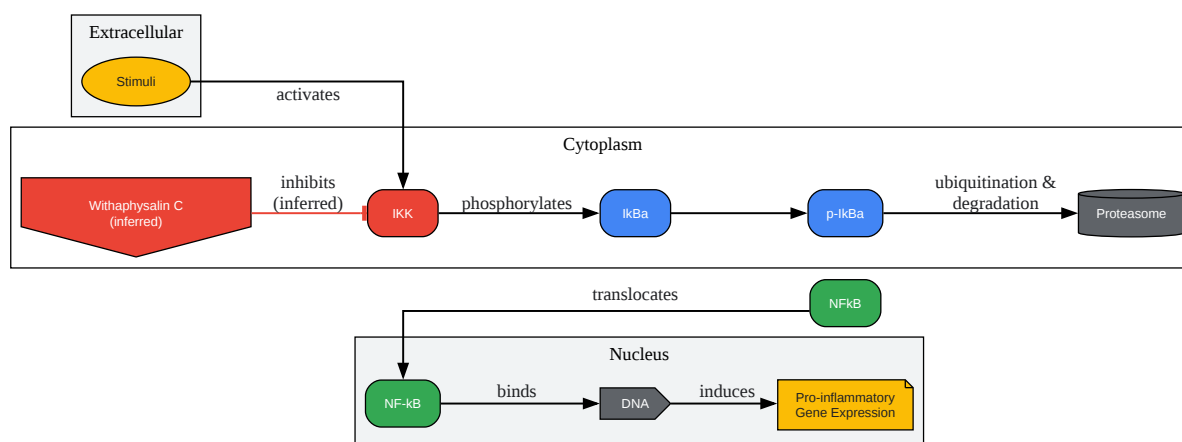 Extracellular
Stimuli
activates
Cytoplasm
Withaphysalin C
(inferred)
inhibits
(inferred)
IKK
phosphorylates
IkBa
p-IkBa
ubiquitination &
degradation
Proteasome
translocates
NFkB
Nucleus
NF-kB
binds
DNA
induces
Pro-inflammatory
Gene Expression